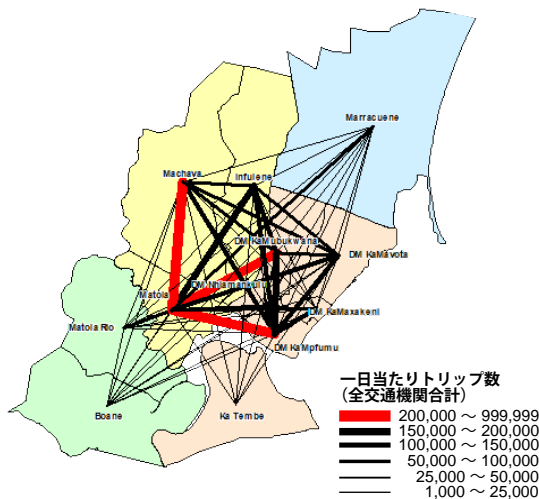 Marracuene
Machava
Infulene
DM KaMubukwana
DM KaMavota
DM Nhlamankulu
Matola
DM KaMaxakeni
Matola Rio
DM KaMpfumu
Boane
Ka Tembe
一日当たりトリップ数
(全交通機関合計)
200,000 ～ 999,999
150,000 ～ 200,000
100,000 ～ 150,000
50,000 ～ 100,000
25,000 ～ 50,000
1,000 ～ 25,000